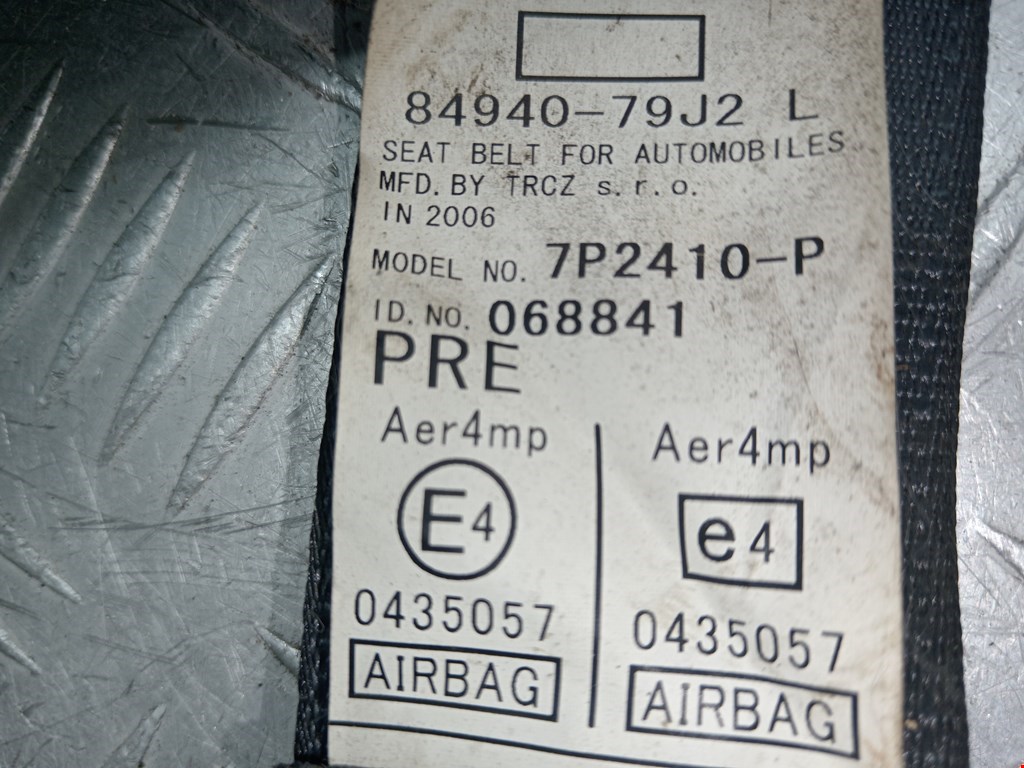 84940-79J2 L
SEAT BELT FOR AUTOMOBILES
MFD. BY TRCZ s. r. o.
IN 2006
MODEL NO. 7P2410-P
ID. NO. 068841
PRE
Aer4mp
E4
0435057
AIRBAG
Aer4mp
e4
0435057
AIRBAG